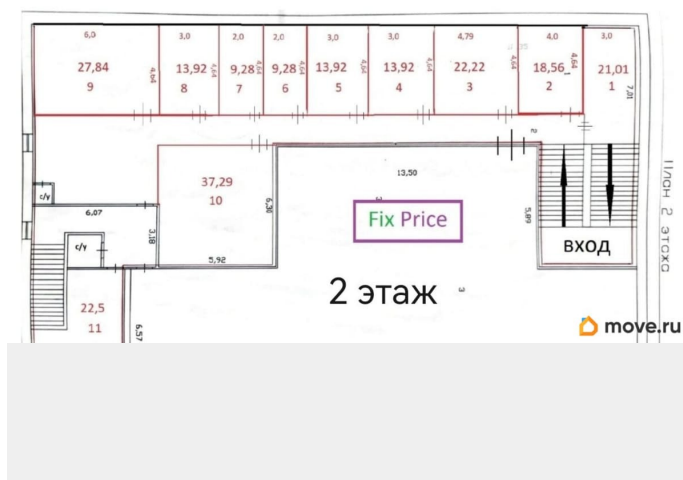 6,0 3,0 2,0 2,0 3,0 3,0 4,79 4,0 3,0
27,84 13,92 9,28 9,28 13,92 13,92 22,22 18,56 21,01
9 8 7 6 5 4 3 2 1
4,64 4,64 4,64 4,64 4,64 4,64 4,64 7,01
2
13,50
37,29
10
с/у
6,07
6,30
5,89
3,18
с/у
5,92
Fix Price
ВХОД
План 2 этажа
2 этаж
3
22,5
11
6,57
move.ru